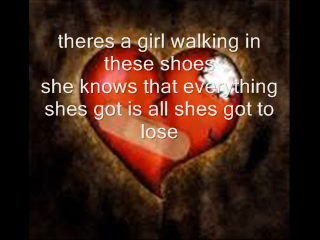 theres a girl walking in
these shoes
she knows that everything
shes got is all shes got to
lose